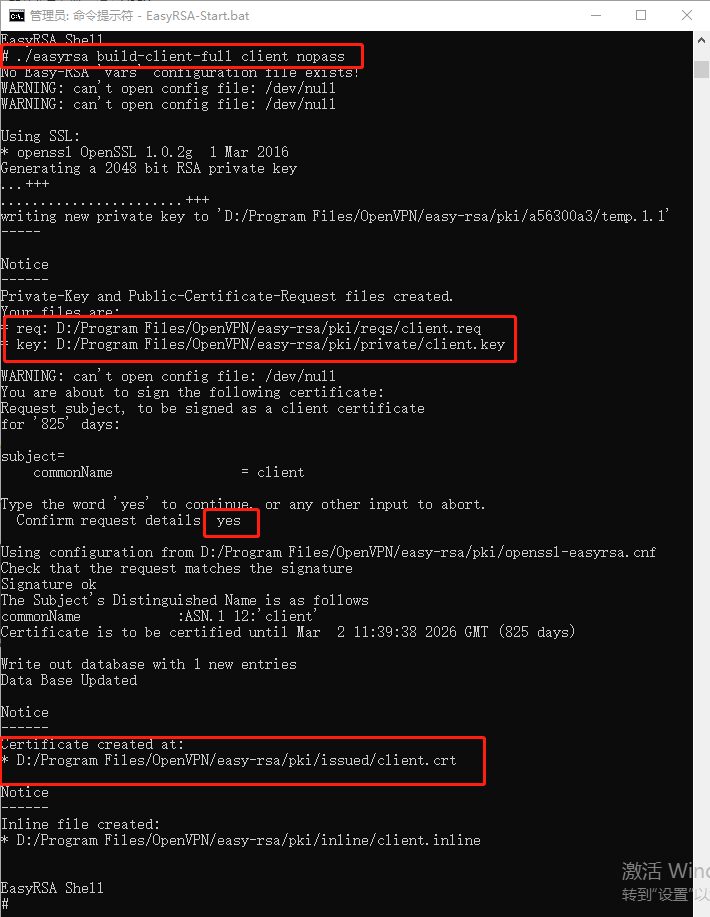 管理员: 命令提示符 - EasyRSA-Start.bat
EasyRSA Shell
# ./easyrsa build-client-full client nopass
No Easy-RSA 'vars' configuration file exists!
WARNING: can't open config file: /dev/null
WARNING: can't open config file: /dev/null
Using SSL:
* openssl OpenSSL 1.0.2g  1 Mar 2016
Generating a 2048 bit RSA private key
...+++
.......................+++
writing new private key to 'D:/Program Files/OpenVPN/easy-rsa/pki/a56300a3/temp.1.1'
-----
Notice
------
Private-Key and Public-Certificate-Request files created.
Your files are:
* req: D:/Program Files/OpenVPN/easy-rsa/pki/reqs/client.req
* key: D:/Program Files/OpenVPN/easy-rsa/pki/private/client.key
WARNING: can't open config file: /dev/null
You are about to sign the following certificate:
Request subject, to be signed as a client certificate
for '825' days:
subject=
    commonName                = client
Type the word 'yes' to continue, or any other input to abort.
  Confirm request details: yes
Using configuration from D:/Program Files/OpenVPN/easy-rsa/pki/openssl-easyrsa.cnf
Check that the request matches the signature
Signature ok
The Subject's Distinguished Name is as follows
commonName            :ASN.1 12:'client'
Certificate is to be certified until Mar  2 11:39:38 2026 GMT (825 days)
Write out database with 1 new entries
Data Base Updated
Notice
------
Certificate created at:
* D:/Program Files/OpenVPN/easy-rsa/pki/issued/client.crt
Notice
------
Inline file created:
* D:/Program Files/OpenVPN/easy-rsa/pki/inline/client.inline
激活 Win
转到"设置"以
EasyRSA Shell
#